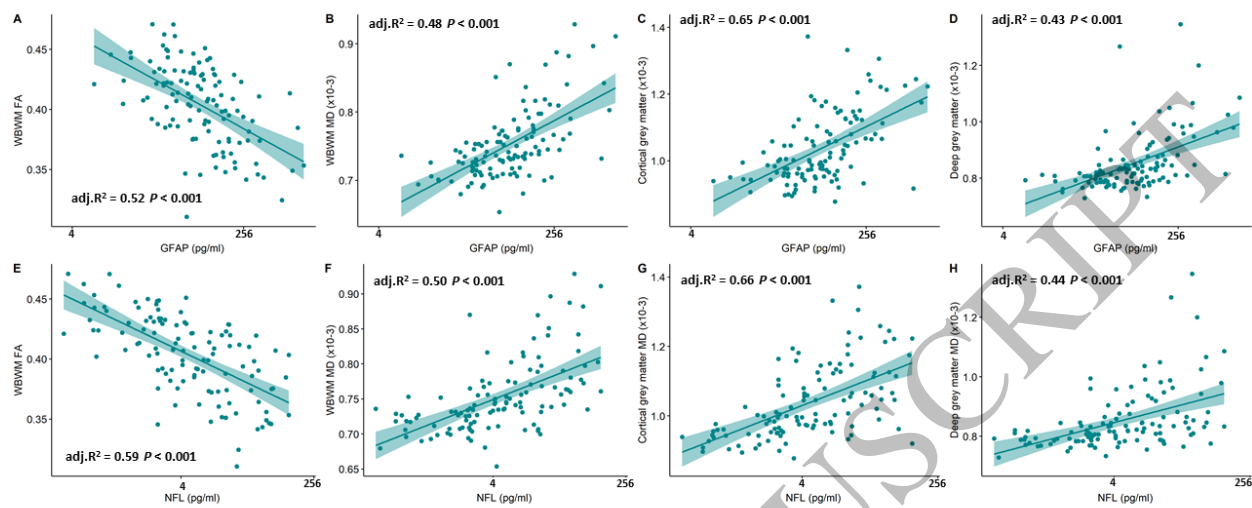 A
adj.R² = 0.52 P < 0.001
WBWM FA
0.45
0.40
0.35
4
256
GFAP (pg/ml)
B
adj.R² = 0.48 P < 0.001
WBWM MD (x10-3)
0.9
0.8
0.7
4
256
GFAP (pg/ml)
C
adj.R² = 0.65 P < 0.001
Cortical grey matter (x10-3)
1.4
1.2
1.0
4
256
GFAP (pg/ml)
D
adj.R² = 0.43 P < 0.001
Deep grey matter (x10-3)
1.2
1.0
0.8
4
256
GFAP (pg/ml)
E
adj.R² = 0.59 P < 0.001
WBWM FA
0.45
0.40
0.35
4
256
NFL (pg/ml)
F
adj.R² = 0.50 P < 0.001
WBWM MD (x10-3)
0.90
0.85
0.80
0.75
0.70
0.65
4
256
NFL (pg/ml)
G
adj.R² = 0.66 P < 0.001
Cortical grey matter MD (x10-3)
1.4
1.2
1.0
4
256
NFL (pg/ml)
H
adj.R² = 0.44 P < 0.001
Deep grey matter MD (x10-3)
1.2
1.0
0.8
4
256
NFL (pg/ml)
USCRIPT